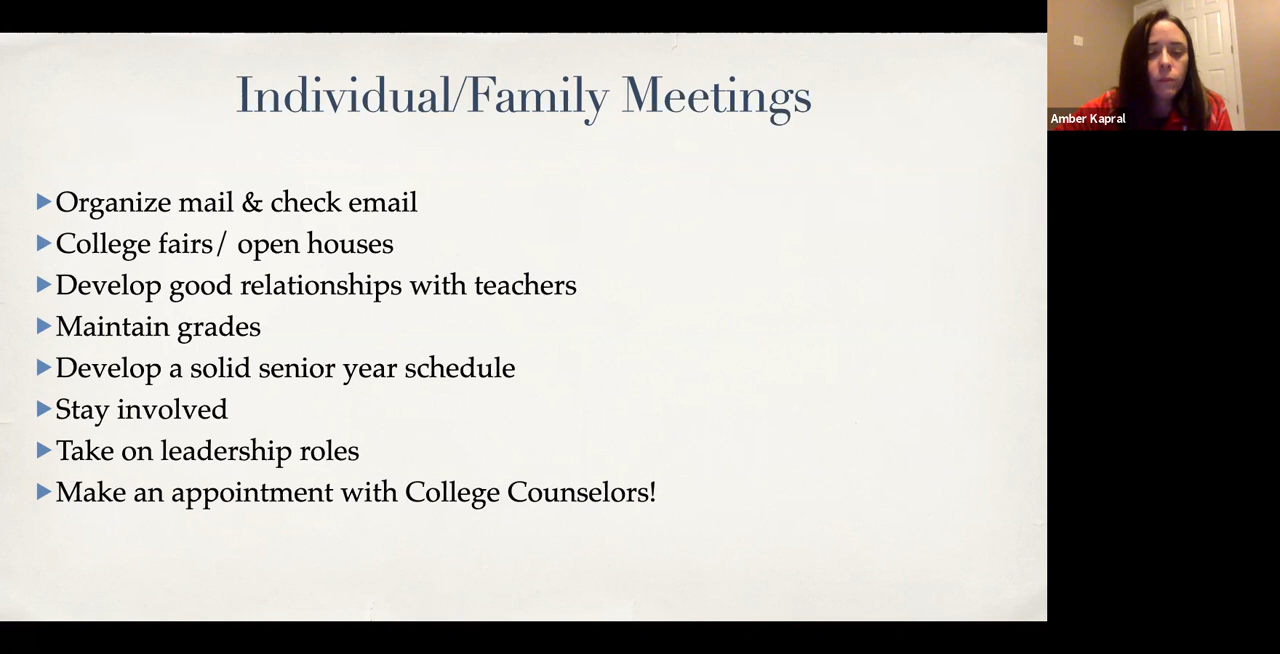 Individual/Family Meetings
Organize mail & check email
College fairs/ open houses
Develop good relationships with teachers
Maintain grades
Develop a solid senior year schedule
Stay involved
Take on leadership roles
Make an appointment with College Counselors!
Amber Kapral